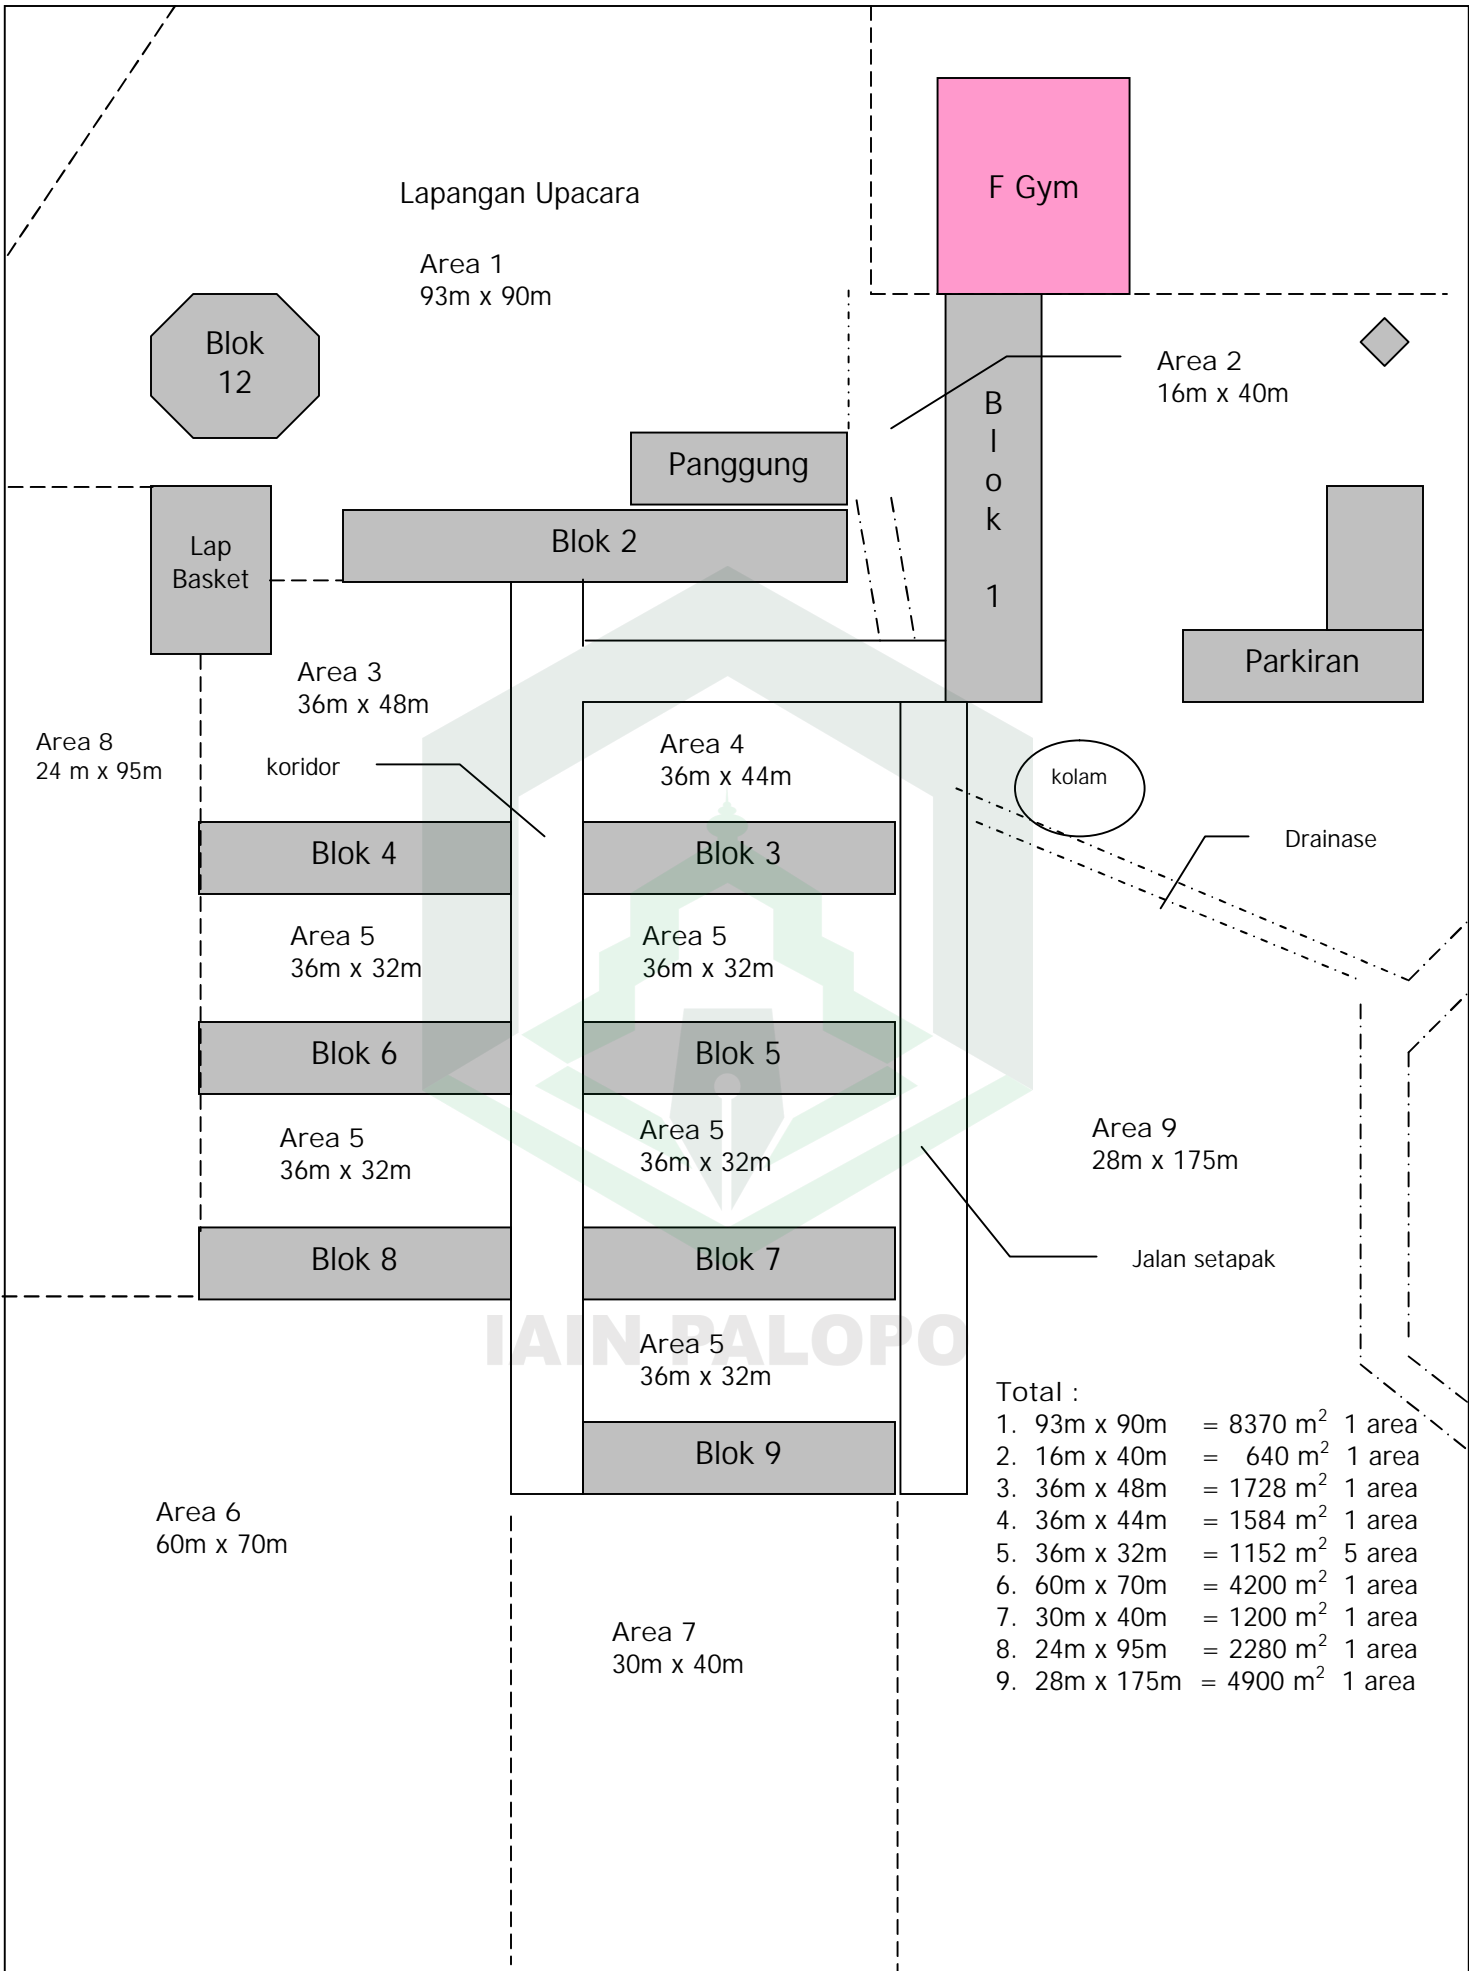 F Gym
Lapangan Upacara
Area 1
93m x 90m
Blok
12
Area 2
16m x 40m
B
l
o
k
1
Panggung
Blok 2
Lap
Basket
Parkiran
Area 3
36m x 48m
Area 8
24 m x 95m
koridor
Area 4
36m x 44m
kolam
Drainase
Blok 4
Blok 3
Area 5
36m x 32m
Area 5
36m x 32m
Blok 6
Blok 5
Area 5
36m x 32m
Area 5
36m x 32m
Area 9
28m x 175m
Blok 8
Blok 7
Jalan setapak
IAIN PALOPO
Area 5
36m x 32m
Blok 9
Total :
1. 93m x 90m = 8370 m² 1 area
2. 16m x 40m = 640 m² 1 area
3. 36m x 48m = 1728 m² 1 area
4. 36m x 44m = 1584 m² 1 area
5. 36m x 32m = 1152 m² 5 area
6. 60m x 70m = 4200 m² 1 area
7. 30m x 40m = 1200 m² 1 area
8. 24m x 95m = 2280 m² 1 area
9. 28m x 175m = 4900 m² 1 area
Area 6
60m x 70m
Area 7
30m x 40m